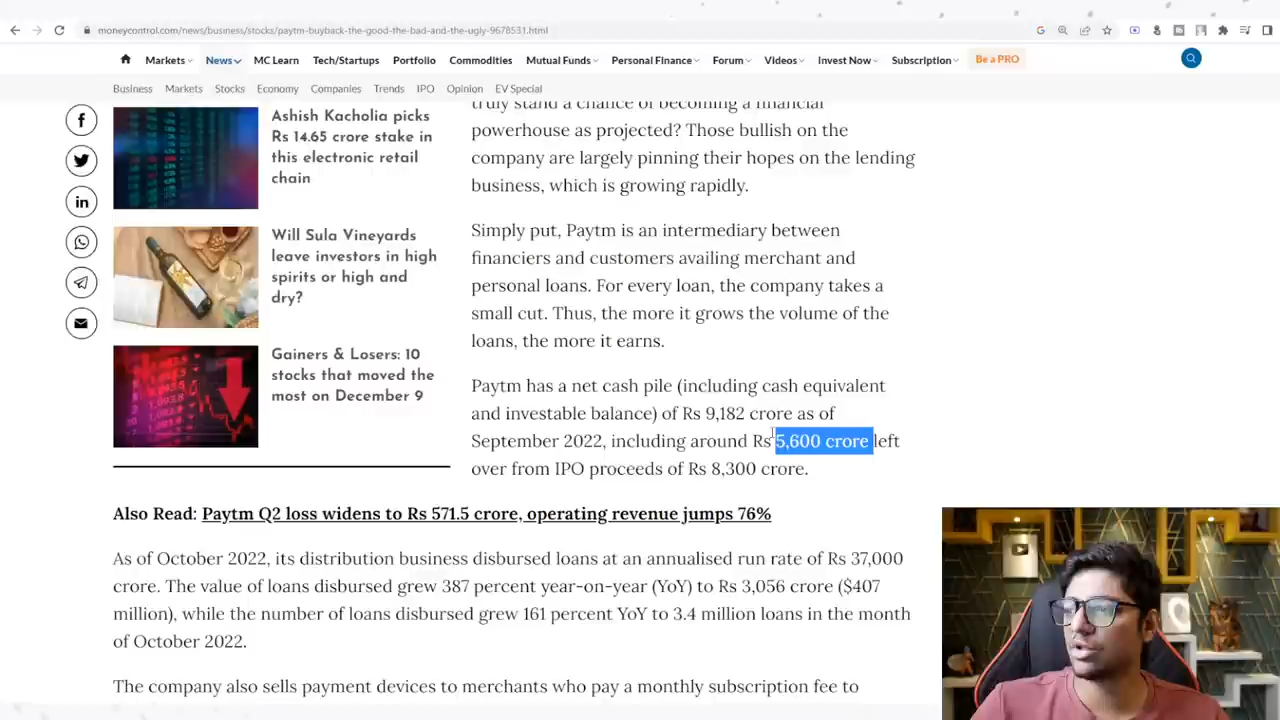 moneycontrol.com/news/business/stocks/paytm-buyback-the-good-the-bad-and-the-ugly-9678531.html
Markets News MC Learn Tech/Startups Portfolio Commodities Mutual Funds Personal Finance Forum Videos Invest Now Subscription Be a PRO
Business Markets Stocks Economy Companies Trends IPO Opinion EV Special
Ashish Kacholia picks
Rs 14.65 crore stake in
this electronic retail
chain
Will Sula Vineyards
leave investors in high
spirits or high and
dry?
Gainers & Losers: 10
stocks that moved the
most on December 9
truly stand a chance of becoming a financial
powerhouse as projected? Those bullish on the
company are largely pinning their hopes on the lending
business, which is growing rapidly.
Simply put, Paytm is an intermediary between
financiers and customers availing merchant and
personal loans. For every loan, the company takes a
small cut. Thus, the more it grows the volume of the
loans, the more it earns.
Paytm has a net cash pile (including cash equivalent
and investable balance) of Rs 9,182 crore as of
September 2022, including around Rs 5,600 crore left
over from IPO proceeds of Rs 8,300 crore.
Also Read: Paytm Q2 loss widens to Rs 571.5 crore, operating revenue jumps 76%
As of October 2022, its distribution business disbursed loans at an annualised run rate of Rs 37,000
crore. The value of loans disbursed grew 387 percent year-on-year (YoY) to Rs 3,056 crore ($407
million), while the number of loans disbursed grew 161 percent YoY to 3.4 million loans in the month
of October 2022.
The company also sells payment devices to merchants who pay a monthly subscription fee to